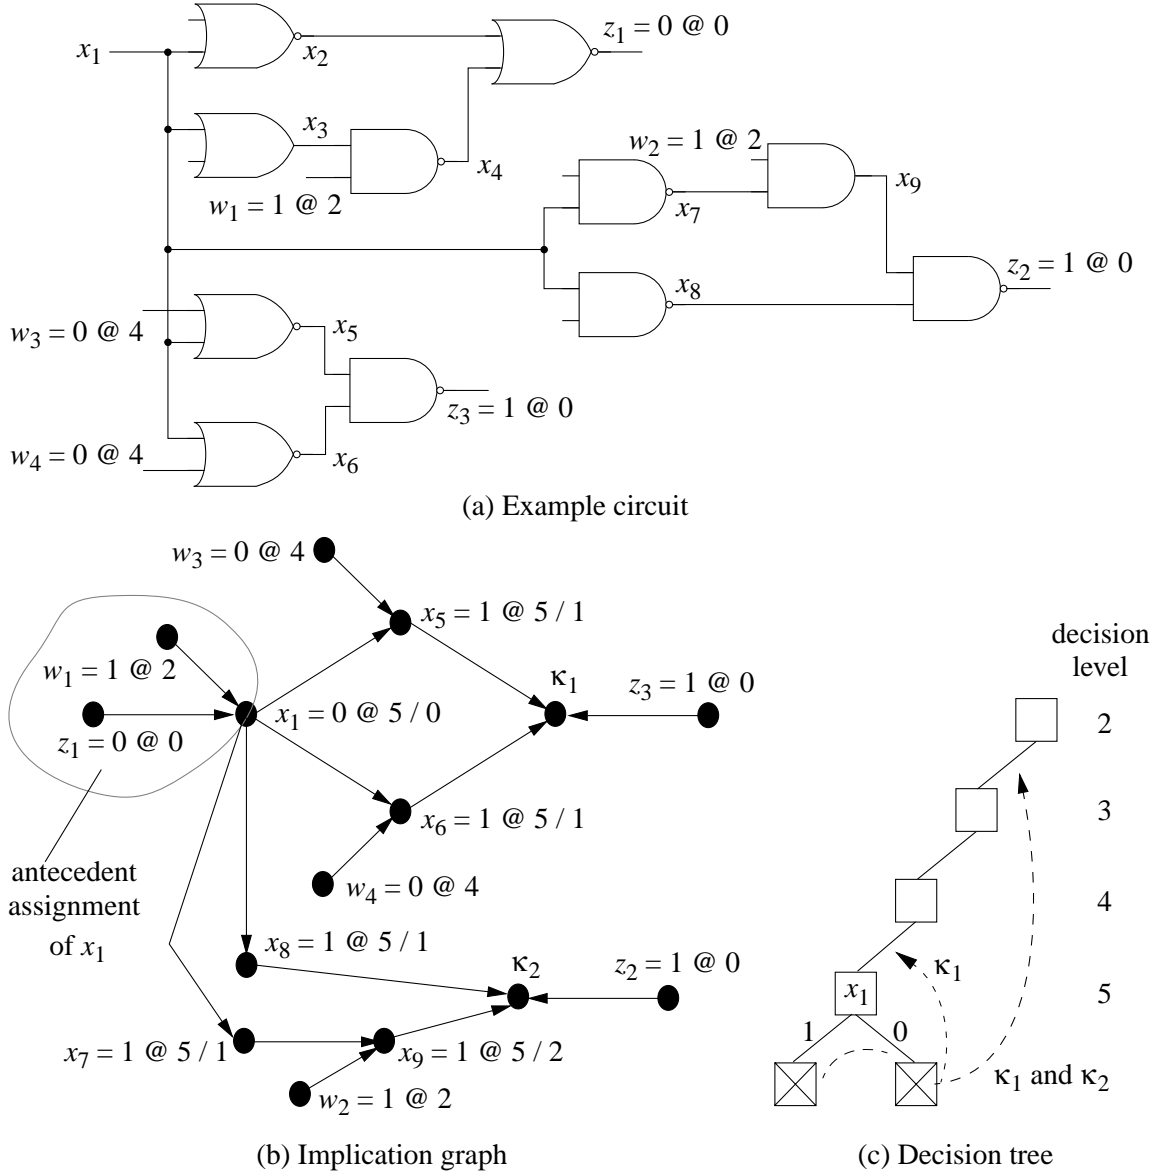 z1 = 0 @ 0
x1
x2
x3
w2 = 1 @ 2
x4
x9
w1 = 1 @ 2
x7
z2 = 1 @ 0
x8
w3 = 0 @ 4
x5
z3 = 1 @ 0
w4 = 0 @ 4
x6
(a) Example circuit
w3 = 0 @ 4
x5 = 1 @ 5 / 1
w1 = 1 @ 2
κ1
z3 = 1 @ 0
x1 = 0 @ 5 / 0
z1 = 0 @ 0
x6 = 1 @ 5 / 1
antecedent
assignment
of x1
w4 = 0 @ 4
x8 = 1 @ 5 / 1
κ2
z2 = 1 @ 0
x7 = 1 @ 5 / 1
x9 = 1 @ 5 / 2
w2 = 1 @ 2
(b) Implication graph
decision
level
2
3
4
κ1
x1
5
1
0
κ1 and κ2
(c) Decision tree